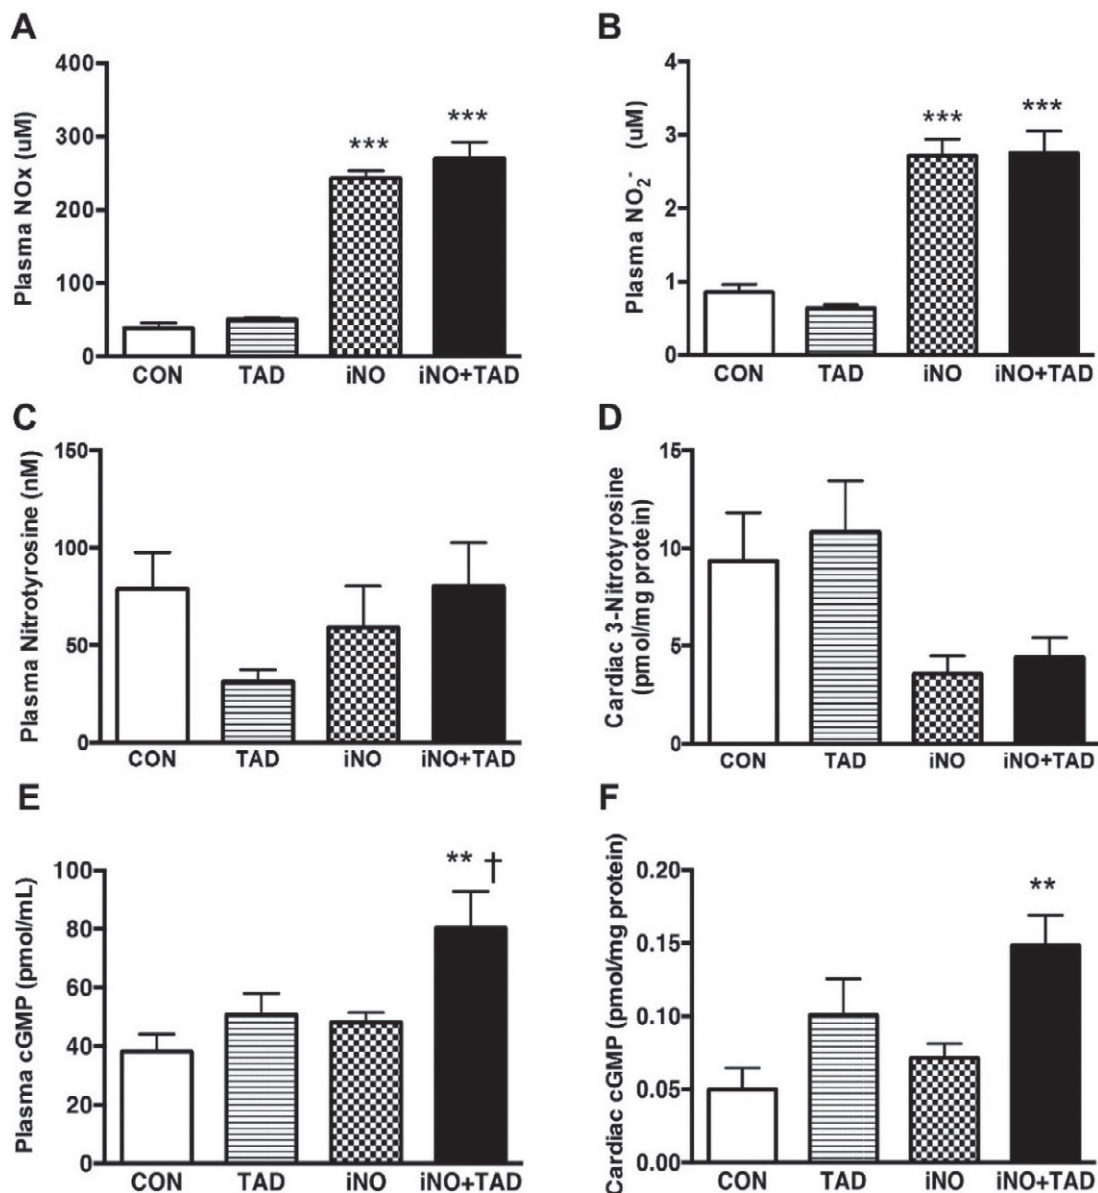 A
Plasma NOx (uM)
400
300
200
100
0
***
***
CON TAD iNO iNO+TAD
B
Plasma NO₂⁻ (uM)
4
3
2
1
0
***
***
CON TAD iNO iNO+TAD
C
Plasma Nitrotyrosine (nM)
150
100
50
0
CON TAD iNO iNO+TAD
D
Cardiac 3-Nitrotyrosine
(pmol/mg protein)
15
10
5
0
CON TAD iNO iNO+TAD
E
Plasma cGMP (pmol/mL)
100
80
60
40
20
0
** †
CON TAD iNO iNO+TAD
F
Cardiac cGMP (pmol/mg protein)
0.20
0.15
0.10
0.05
0.00
**
CON TAD iNO iNO+TAD